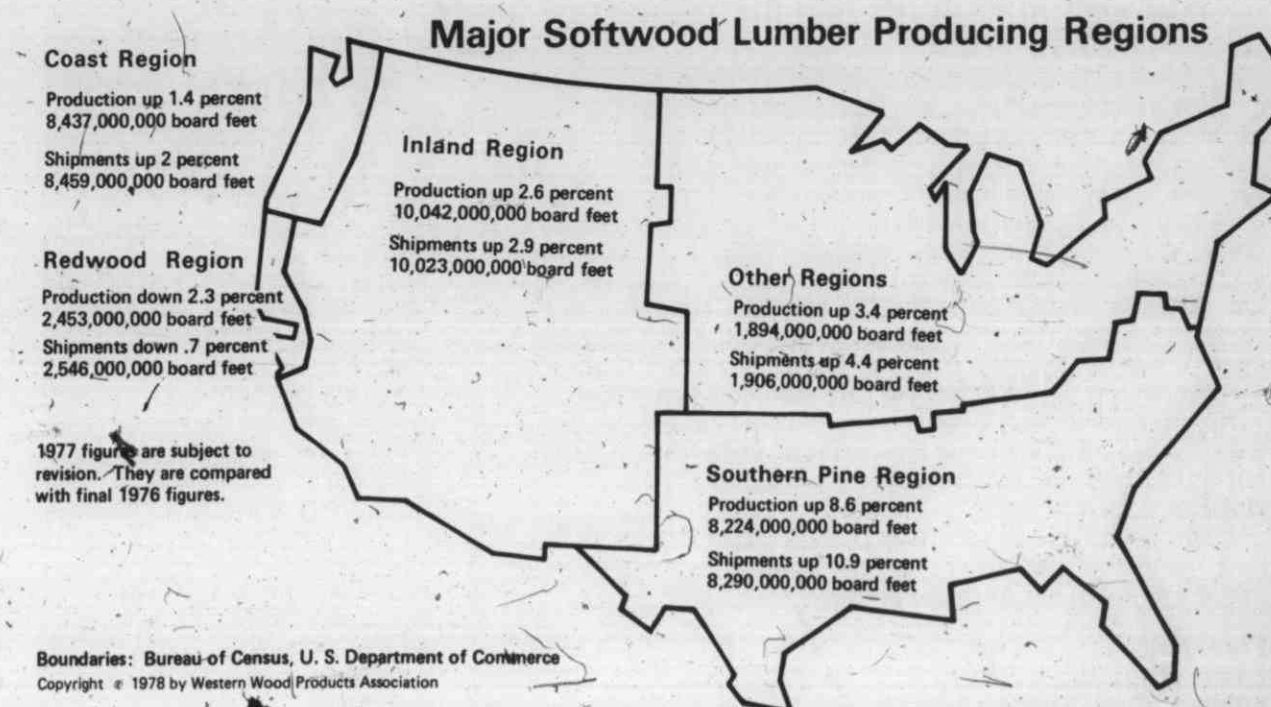 Major Softwood Lumber Producing Regions
Coast Region
Production up 1.4 percent
8,437,000,000 board feet
Shipments up 2 percent
8,459,000,000 board feet
Inland Region
Production up 2.6 percent
10,042,000,000 board feet
Shipments up 2.9 percent
10,023,000,000 board feet
Redwood Region
Production down 2.3 percent
2,453,000,000 board feet
Shipments down .7 percent
2,546,000,000 board feet
Other Regions
Production up 3.4 percent
1,894,000,000 board feet
Shipments up 4.4 percent
1,906,000,000 board feet
1977 figures are subject to
revision. They are compared
with final 1976 figures.
Southern Pine Region
Production up 8.6 percent
8,224,000,000 board feet
Shipments up 10.9 percent
8,290,000,000 board feet
Boundaries: Bureau of Census, U. S. Department of Commerce
Copyright © 1978 by Western Wood Products Association